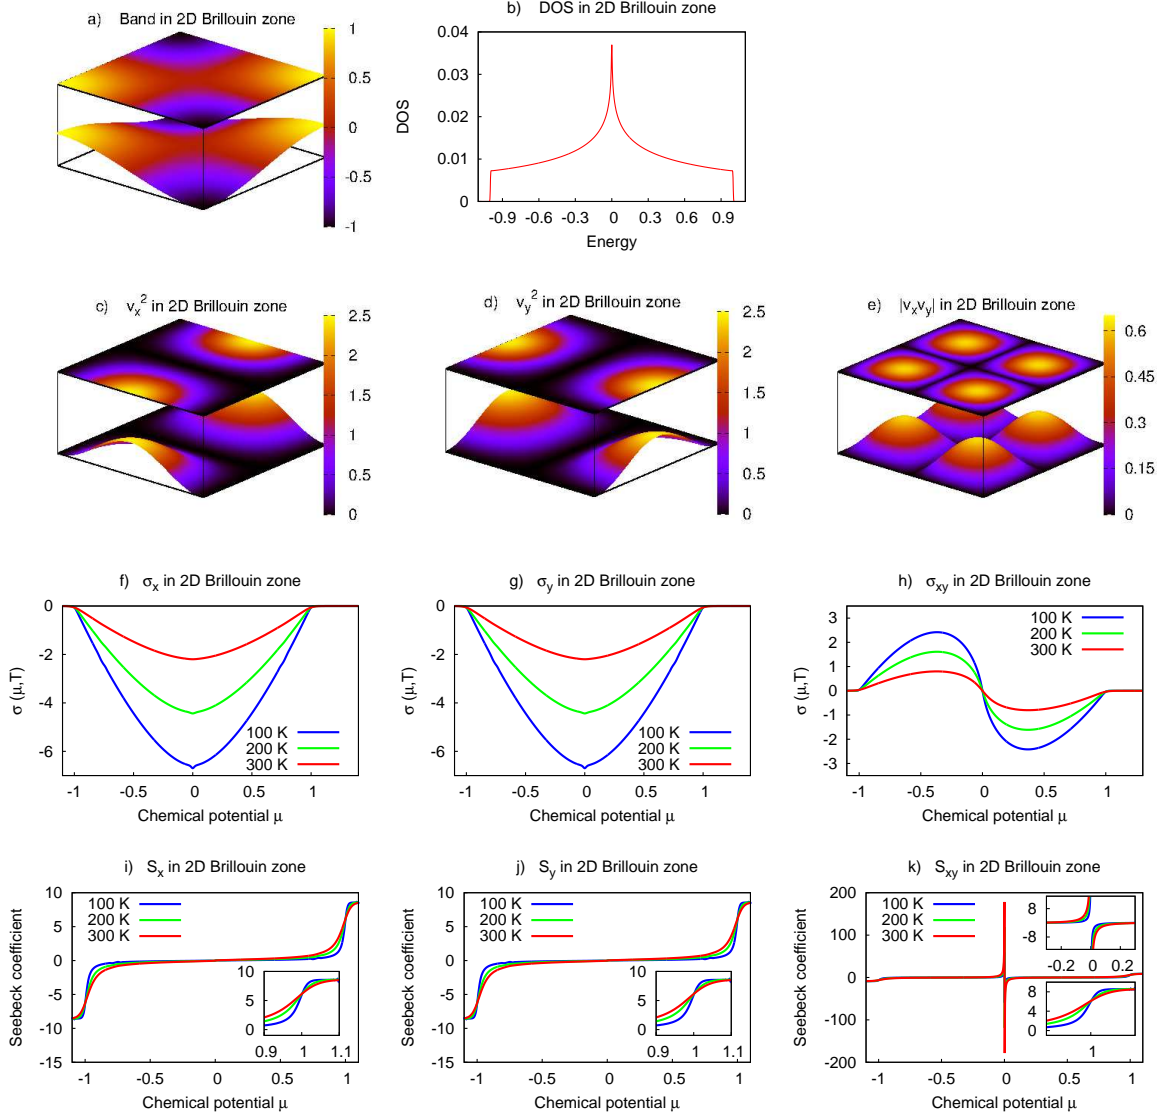 a) Band in 2D Brillouin zone
1
0.5
0
-0.5
-1
b) DOS in 2D Brillouin zone
DOS
0.04
0.03
0.02
0.01
0
-0.9 -0.6 -0.3 0 0.3 0.6 0.9
Energy
c) v_x^2 in 2D Brillouin zone
2.5
2
1.5
1
0.5
0
d) v_y^2 in 2D Brillouin zone
2.5
2
1.5
1
0.5
0
e) |v_xv_y| in 2D Brillouin zone
0.6
0.45
0.3
0.15
0
f) σ_x in 2D Brillouin zone
σ (μ,T)
0
-2
-4
-6
100 K
200 K
300 K
-1 -0.5 0 0.5 1
Chemical potential μ
g) σ_y in 2D Brillouin zone
σ (μ,T)
0
-2
-4
-6
100 K
200 K
300 K
-1 -0.5 0 0.5 1
Chemical potential μ
h) σ_xy in 2D Brillouin zone
σ (μ,T)
3
2
1
0
-1
-2
-3
100 K
200 K
300 K
-1 -0.5 0 0.5 1
Chemical potential μ
i) S_x in 2D Brillouin zone
Seebeck coefficient
10
5
0
-5
-10
-15
100 K
200 K
300 K
10
5
0
0.9 1 1.1
-1 -0.5 0 0.5 1
Chemical potential μ
j) S_y in 2D Brillouin zone
Seebeck coefficient
10
5
0
-5
-10
-15
100 K
200 K
300 K
10
5
0
0.9 1 1.1
-1 -0.5 0 0.5 1
Chemical potential μ
k) S_xy in 2D Brillouin zone
Seebeck coefficient
200
150
100
50
0
-50
-100
-150
-200
100 K
200 K
300 K
8
-8
-0.2 0 0.2
8
4
0
1
-1 -0.5 0 0.5 1
Chemical potential μ